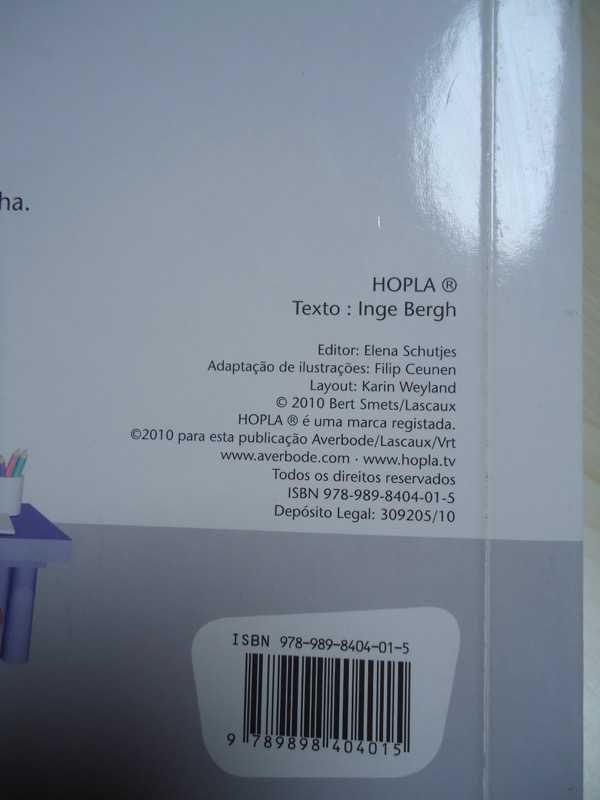 ha.
HOPLA ®
Texto : Inge Bergh
Editor: Elena Schutjes
Adaptação de ilustrações: Filip Ceunen
Layout: Karin Weyland
© 2010 Bert Smets/Lascaux
HOPLA ® é uma marca registada.
©2010 para esta publicação Averbode/Lascaux/Vrt
www.averbode.com · www.hopla.tv
Todos os direitos reservados
ISBN 978-989-8404-01-5
Depósito Legal: 309205/10
ISBN 978-989-8404-01-5
9 789898 404015